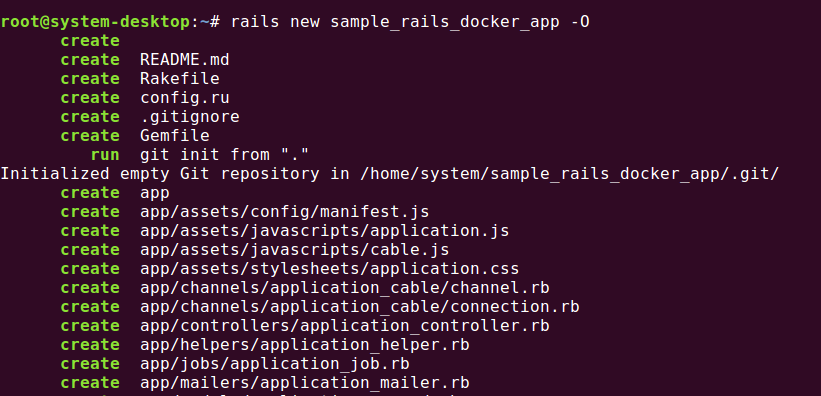 root@system-desktop:~# rails new sample_rails_docker_app -O
create
create README.md
create Rakefile
create config.ru
create .gitignore
create Gemfile
run git init from "."
Initialized empty Git repository in /home/system/sample_rails_docker_app/.git/
create app
create app/assets/config/manifest.js
create app/assets/javascripts/application.js
create app/assets/javascripts/cable.js
create app/assets/stylesheets/application.css
create app/channels/application_cable/channel.rb
create app/channels/application_cable/connection.rb
create app/controllers/application_controller.rb
create app/helpers/application_helper.rb
create app/jobs/application_job.rb
create app/mailers/application_mailer.rb